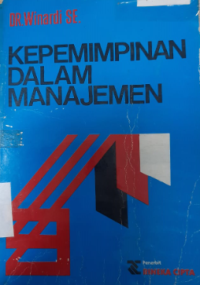 DR. Winardi SE
KEPEMIMPINAN
DALAM
MANAJEMEN
Penerbit